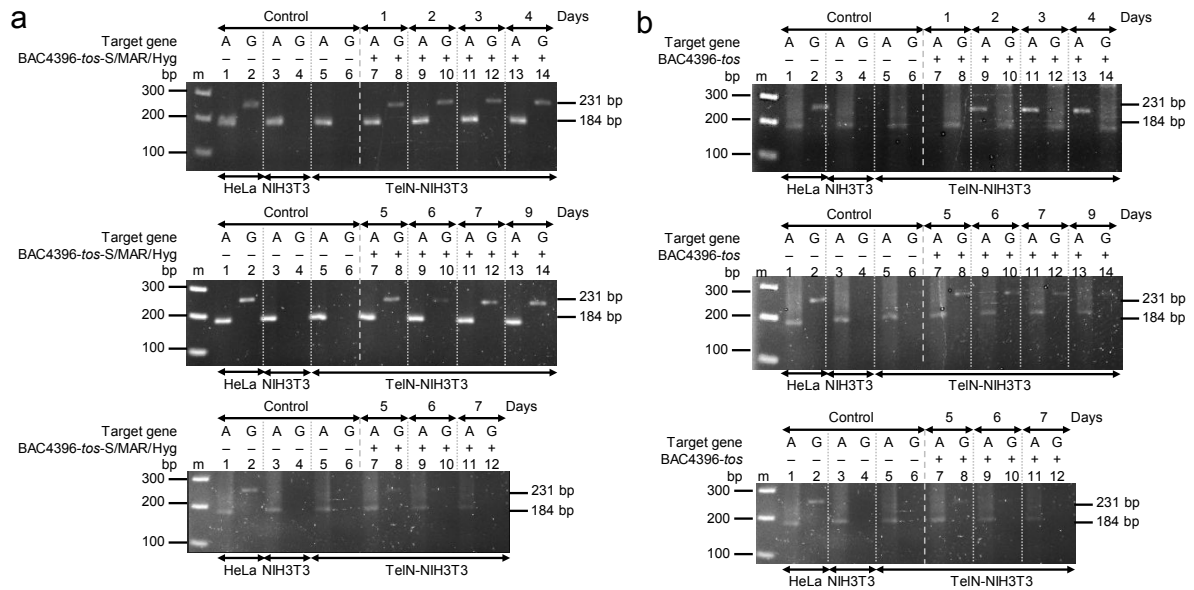 a
Control 1 2 3 4 Days
Target gene A G A G A G A G A G A G A G
BAC4396-tos-S/MAR/Hyg – – – – – – + + + + + + + +
bp m 1 2 3 4 5 6 7 8 9 10 11 12 13 14
300
200
100
231 bp
184 bp
HeLa NIH3T3 TelN-NIH3T3
Control 5 6 7 9 Days
Target gene A G A G A G A G A G A G A G
BAC4396-tos-S/MAR/Hyg – – – – – – + + + + + + + +
bp m 1 2 3 4 5 6 7 8 9 10 11 12 13 14
300
200
100
231 bp
184 bp
HeLa NIH3T3 TelN-NIH3T3
Control 5 6 7 Days
Target gene A G A G A G A G A G A G
BAC4396-tos-S/MAR/Hyg – – – – – – + + + + + +
bp m 1 2 3 4 5 6 7 8 9 10 11 12
300
200
100
231 bp
184 bp
HeLa NIH3T3 TelN-NIH3T3
b
Control 1 2 3 4 Days
Target gene A G A G A G A G A G A G A G
BAC4396-tos – – – – – – + + + + + + + +
bp m 1 2 3 4 5 6 7 8 9 10 11 12 13 14
300
200
100
231 bp
184 bp
HeLa NIH3T3 TelN-NIH3T3
Control 5 6 7 9 Days
Target gene A G A G A G A G A G A G A G
BAC4396-tos – – – – – – + + + + + + + +
bp m 1 2 3 4 5 6 7 8 9 10 11 12 13 14
300
200
100
231 bp
184 bp
HeLa NIH3T3 TelN-NIH3T3
Control 5 6 7 Days
Target gene A G A G A G A G A G A G
BAC4396-tos – – – – – – + + + + + +
bp m 1 2 3 4 5 6 7 8 9 10 11 12
300
200
100
231 bp
184 bp
HeLa NIH3T3 TelN-NIH3T3